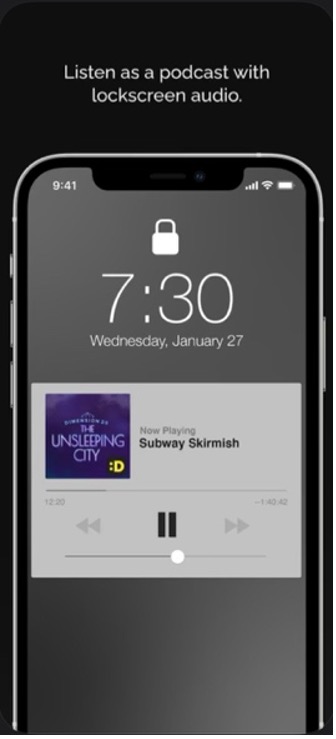 Listen as a podcast with
lockscreen audio.
9:41
7:30
Wednesday, January 27
DIMENSION 20
THE
UNSLEEPING
CITY
:D
Now Playing
Subway Skirmish
12:20
-1:40:42